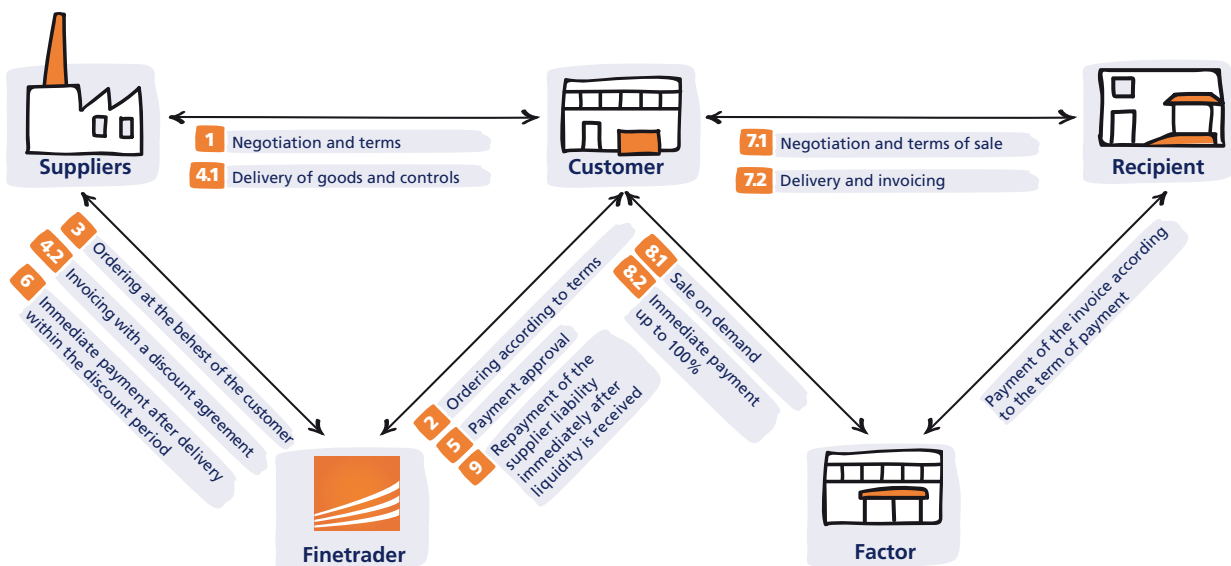 Suppliers
Customer
Recipient
1 Negotiation and terms
4.1 Delivery of goods and controls
7.1 Negotiation and terms of sale
7.2 Delivery and invoicing
3 Ordering at the behest of the customer
4.2 Invoicing with a discount agreement
6 Immediate payment after delivery
within the discount period
2 Ordering according to terms
5 Payment approval
9 Repayment of the
supplier liability
immediately after
liquidity is received
8.1 Sale on demand
8.2 Immediate payment
up to 100%
Payment of the invoice according
to the term of payment
Finetrader
Factor